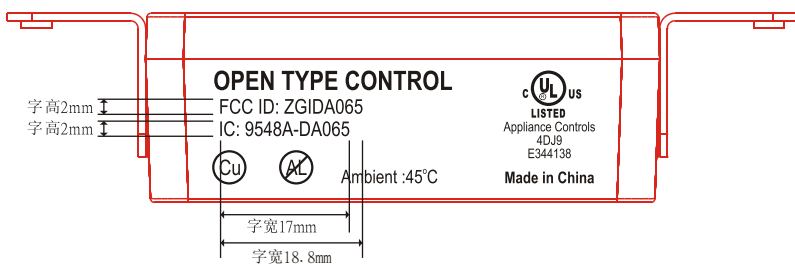 OPEN TYPE CONTROL
字高2mm
FCC ID: ZGIDA065
字高2mm
IC: 9548A-DA065
Cu
AL
Ambient :45°C
C UL ® US
LISTED
Appliance Controls
4DJ9
E344138
Made in China
字宽17mm
字宽18.8mm